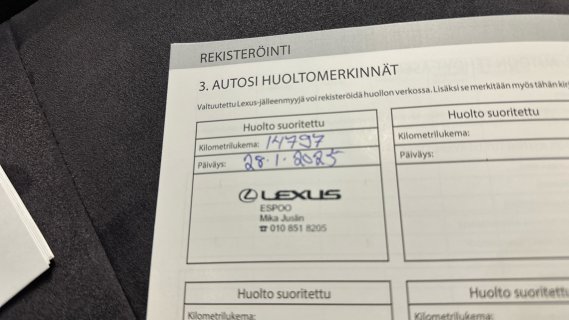 REKISTERÖINTI
3. AUTOSI HUOLTOMERKINNÄT
Valtuutettu Lexus-jälleenmyyjä voi rekisteröidä huollon verkossa. Lisäksi se merkitään myös tähän
Huolto suoritettu
Kilometrilukema: 14797
Päiväys: 28.1.2025
LEXUS
ESPOO
Mika Juslin
☎ 010 851 8205
Huolto suoritettu
Kilometrilukema:
Päiväys:
Huolto suoritettu
Kilometrilukema:
Huolto suoritettu
Kilometrilukema: